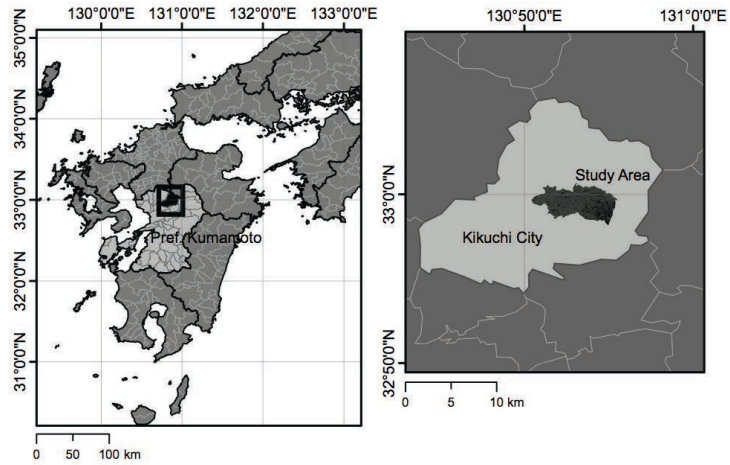 130°0'0"E 131°0'0"E 132°0'0"E 133°0'0"E
35°0'0"N
34°0'0"N
33°0'0"N
32°0'0"N
31°0'0"N
Pref. Kumamoto
0 50 100 km
130°50'0"E 131°0'0"E
33°0'0"N
32°50'0"N
Study Area
Kikuchi City
0 5 10 km